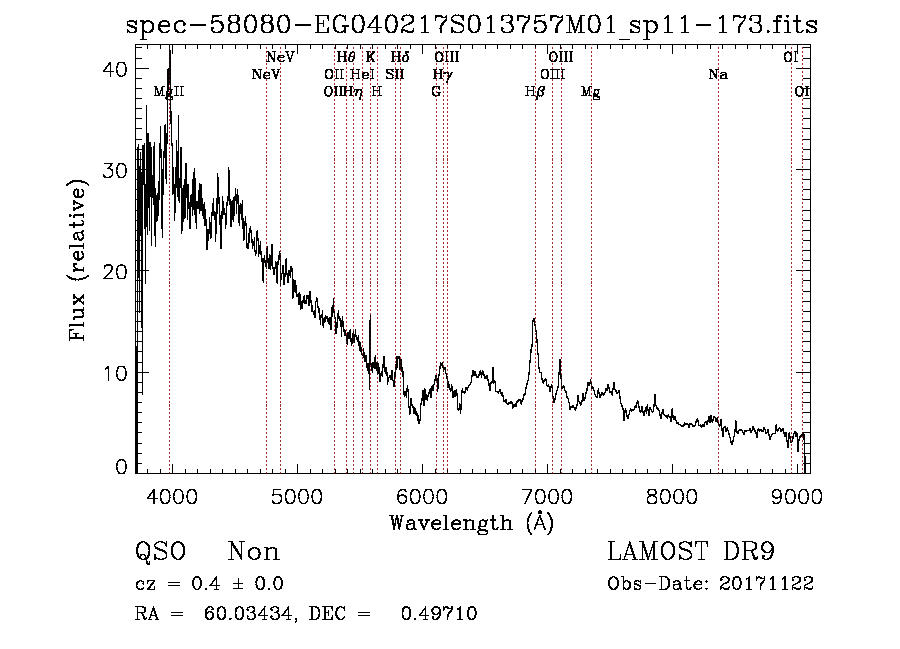 spec-58080-EG040217S013757M01_sp11-173.fits
NeV Hθ K Hδ OIII OIII OI
NeV OII HeI SII Hγ OIII Na
MgII OII Hη H G Hβ Mg OI
40
30
20
10
0
Flux (relative)
4000 5000 6000 7000 8000 9000
Wavelength (Å)
QSO Non LAMOST DR9
cz = 0.4 ± 0.0 Obs-Date: 20171122
RA = 60.03434, DEC = 0.49710